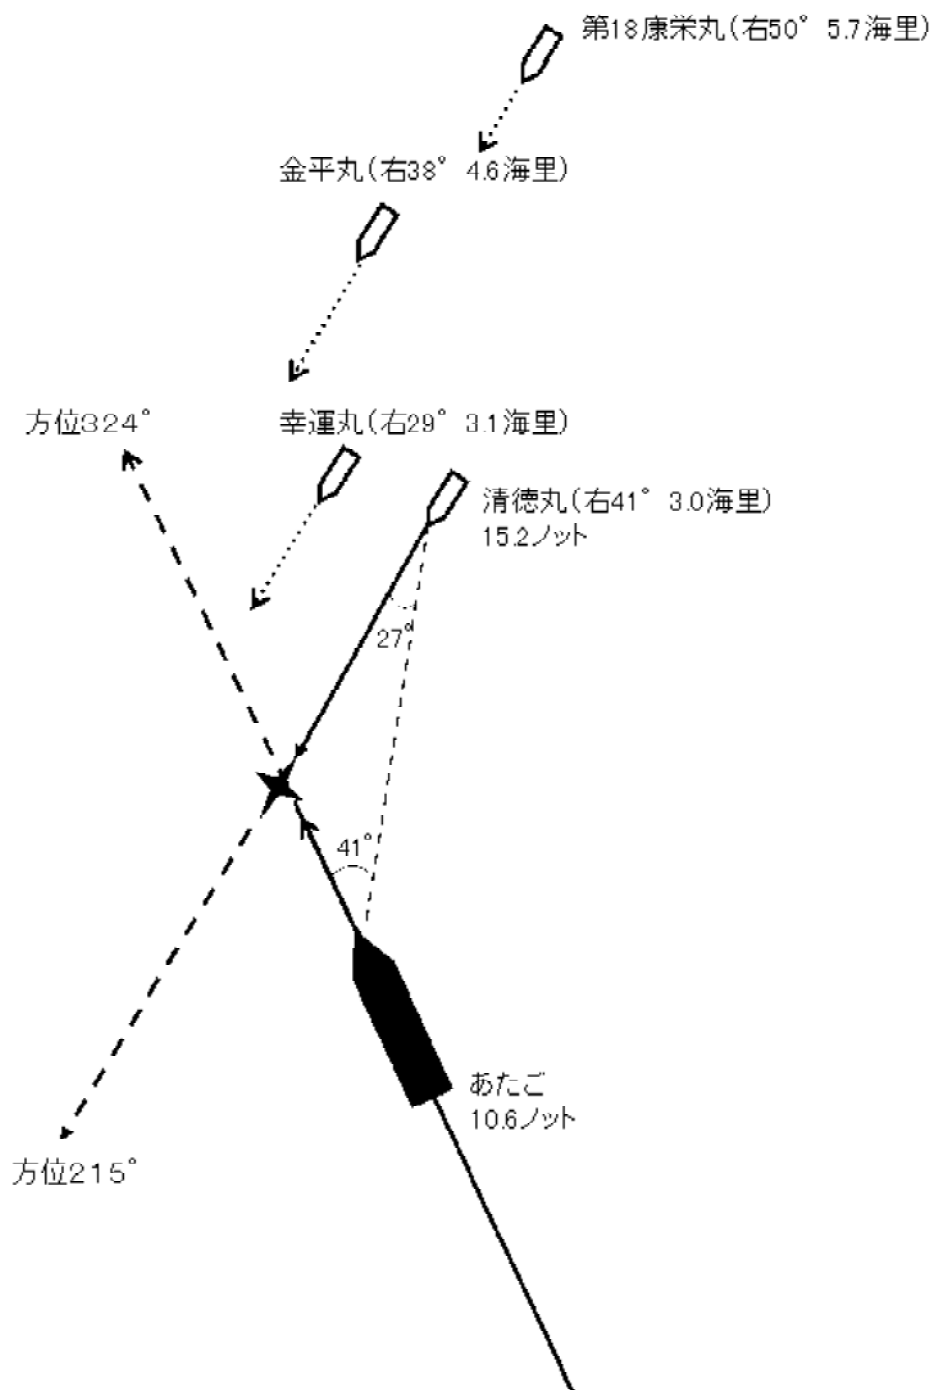 第18康栄丸(右50° 5.7海里)
金平丸(右38° 4.6海里)
方位324°
幸運丸(右29° 3.1海里)
清徳丸(右41° 3.0海里)
15.2ノット
27°
41°
あたご
10.6ノット
方位215°